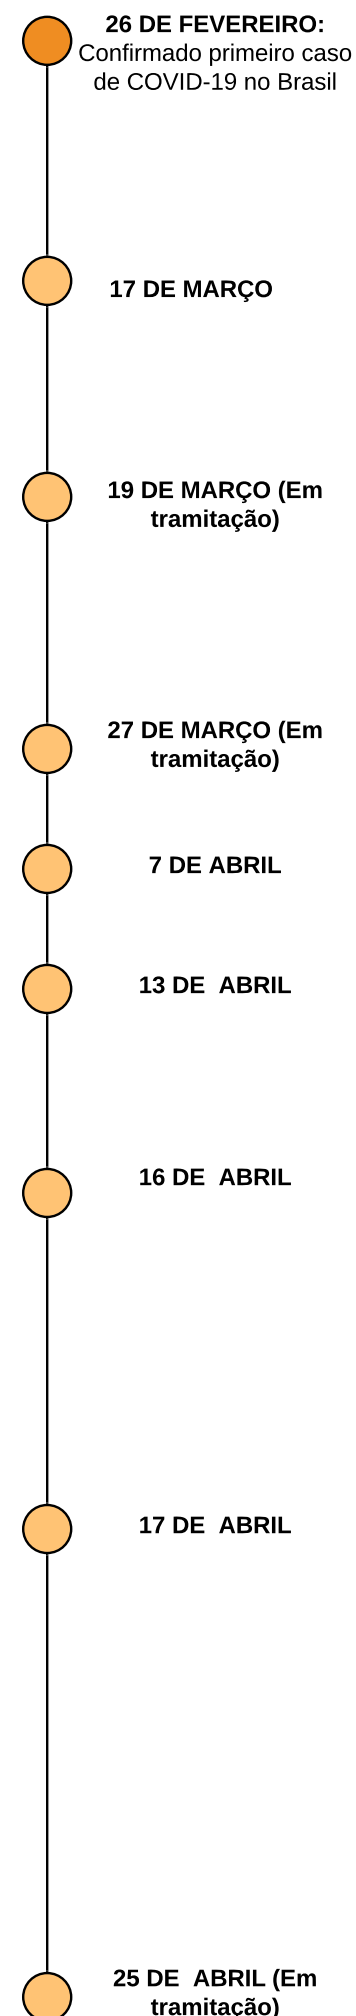 26 DE FEVEREIRO:
Confirmado primeiro caso
de COVID-19 no Brasil
17 DE MARÇO
19 DE MARÇO (Em
tramitação)
27 DE MARÇO (Em
tramitação)
7 DE ABRIL
13 DE  ABRIL
16 DE  ABRIL
17 DE  ABRIL
25 DE  ABRIL (Em
tramitação)